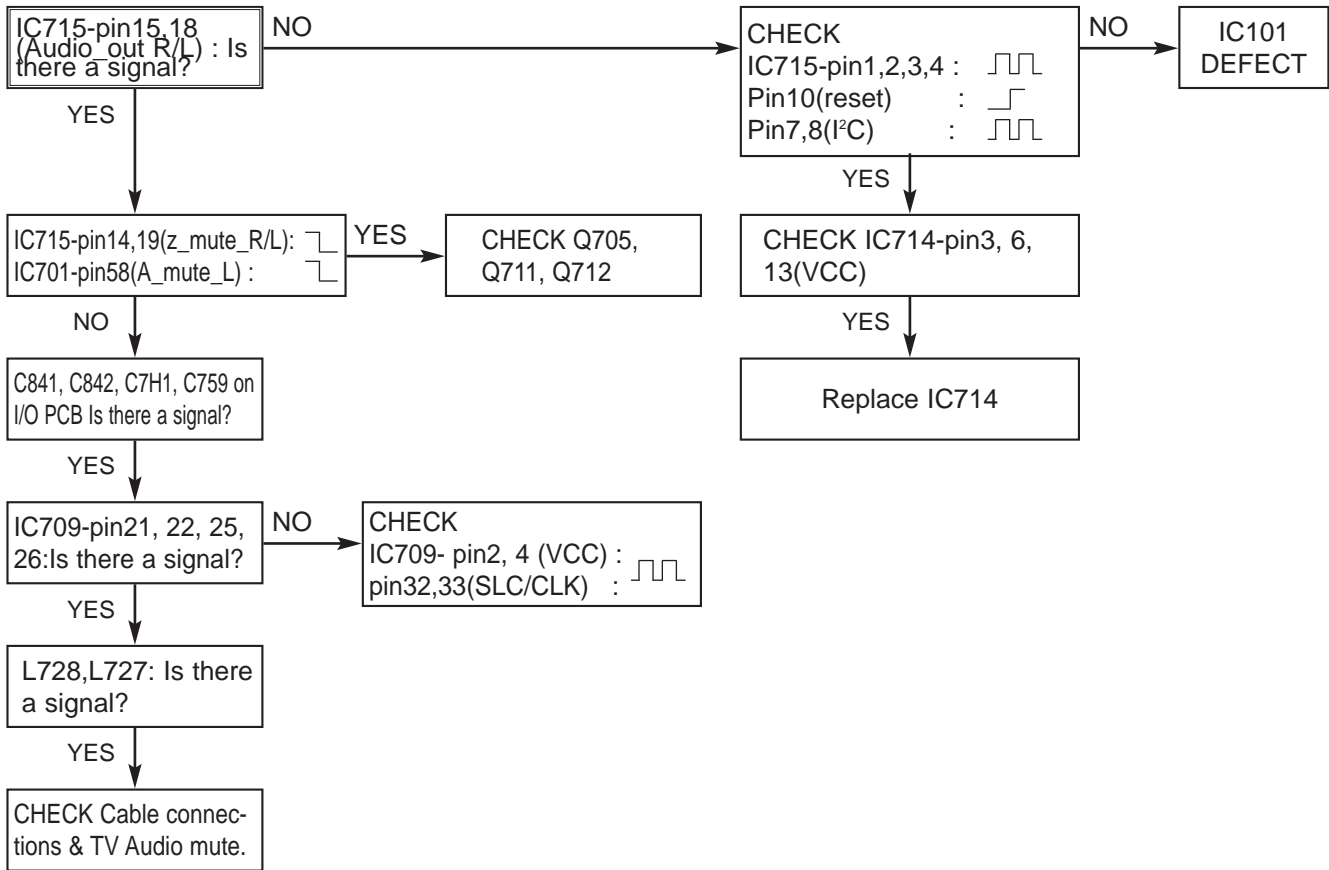 IC715-pin15,18
(Audio_out R/L) : Is
there a signal?
NO
CHECK
IC715-pin1,2,3,4 :
Pin10(reset) :
Pin7,8(I²C) :
NO
IC101
DEFECT
YES
YES
IC715-pin14,19(z_mute_R/L):
IC701-pin58(A_mute_L) :
YES
CHECK Q705,
Q711, Q712
CHECK IC714-pin3, 6,
13(VCC)
NO
YES
C841, C842, C7H1, C759 on
I/O PCB Is there a signal?
Replace IC714
YES
IC709-pin21, 22, 25,
26:Is there a signal?
NO
CHECK
IC709- pin2, 4 (VCC) :
pin32,33(SLC/CLK) :
YES
L728,L727: Is there
a signal?
YES
CHECK Cable connec-
tions & TV Audio mute.